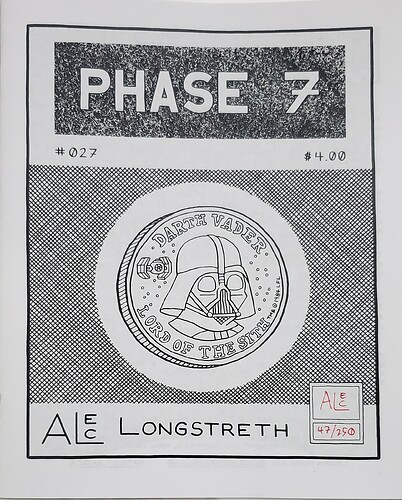 PHASE 7
#027 $4.00
DARTH VADER
LORD OF THE SITH
ALEC LONGSTRETH
ALEC
47/250